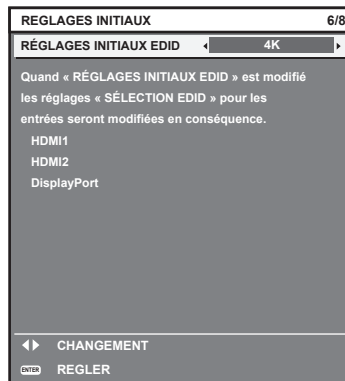 REGLAGES INITIAUX 6/8
RÉGLAGES INITIAUX EDID 4K
Quand « RÉGLAGES INITIAUX EDID » est modifié
les réglages « SÉLECTION EDID » pour les
entrées seront modifiées en conséquence.
HDMI1
HDMI2
DisplayPort
CHANGEMENT
ENTER REGLER